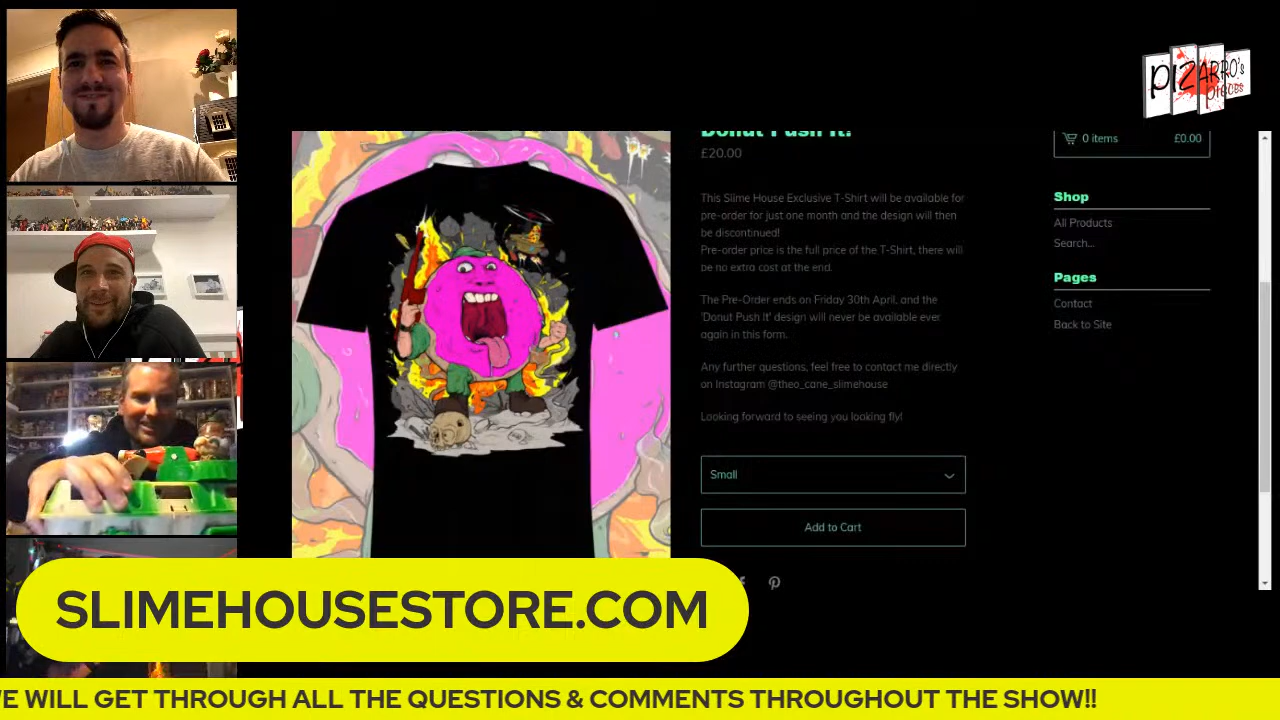 PIZARRO's
pieces
Donut Push It!
£20.00
This Slime House Exclusive T-Shirt will be available for
pre-order for just one month and the design will then
be discontinued!
Pre-order price is the full price of the T-Shirt, there will
be no extra cost at the end.
The Pre-Order ends on Friday 30th April, and the
'Donut Push It' design will never be available ever
again in this form.
Any further questions, feel free to contact me directly
on Instagram @theo_cane_slimehouse
Looking forward to seeing you looking fly!
Small
Add to Cart
0 items £0.00
Shop
All Products
Search...
Pages
Contact
Back to Site
SLIMEHOUSESTORE.COM
WE WILL GET THROUGH ALL THE QUESTIONS & COMMENTS THROUGHOUT THE SHOW!!